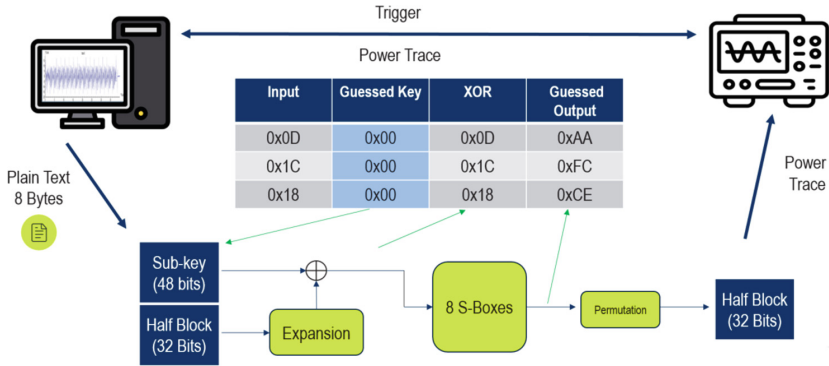 Trigger
Power Trace
Input Guessed Key XOR Guessed
Output
0x0D 0x00 0x0D 0xAA
0x1C 0x00 0x1C 0xFC
0x18 0x00 0x18 0xCE
Plain Text
8 Bytes
Power
Trace
Sub-key
(48 bits)
Half Block
(32 Bits)
Expansion
8 S-Boxes
Permutation
Half Block
(32 Bits)